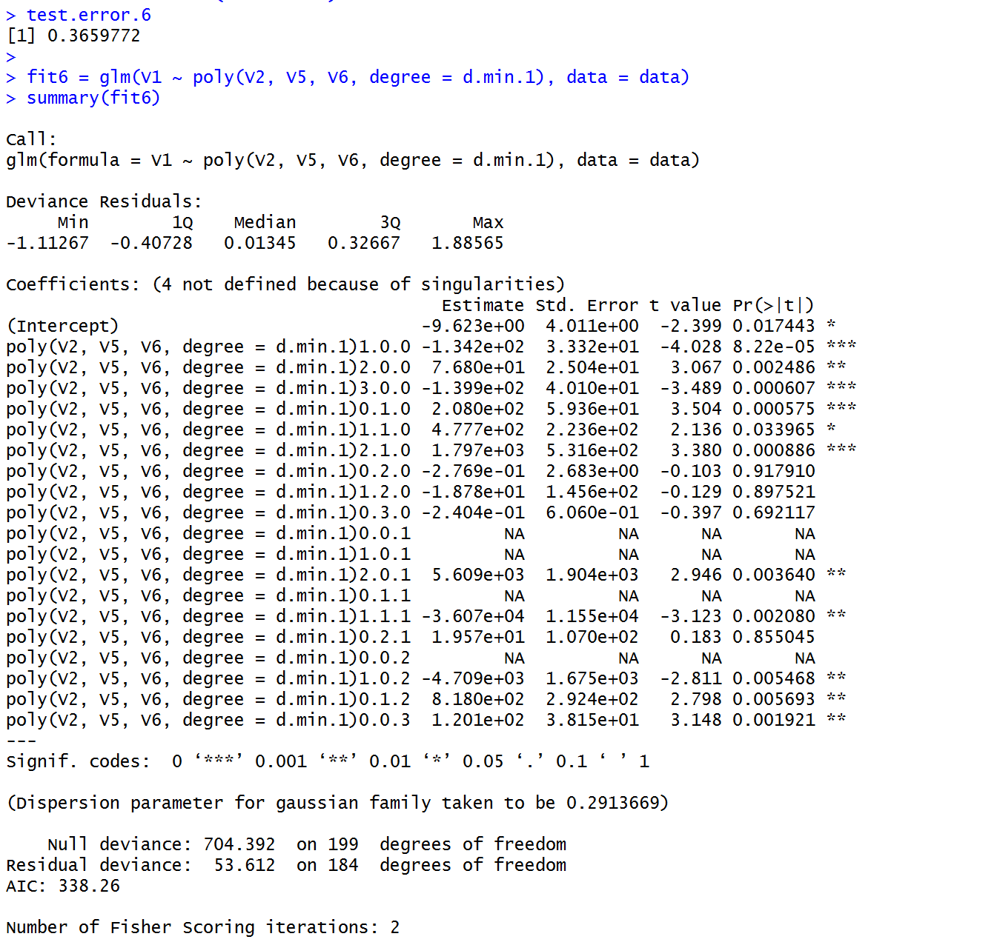 > test.error.6
[1] 0.3659772
>
> fit6 = glm(V1 ~ poly(V2, V5, V6, degree = d.min.1), data = data)
> summary(fit6)
Call:
glm(formula = V1 ~ poly(V2, V5, V6, degree = d.min.1), data = data)
Deviance Residuals:
Min 1Q Median 3Q Max
-1.11267 -0.40728 0.01345 0.32667 1.88565
Coefficients: (4 not defined because of singularities)
Estimate Std. Error t value Pr(>|t|)
(Intercept) -9.623e+00 4.011e+00 -2.399 0.017443 *
poly(V2, V5, V6, degree = d.min.1)1.0.0 -1.342e+02 3.332e+01 -4.028 8.22e-05 ***
poly(V2, V5, V6, degree = d.min.1)2.0.0 7.680e+01 2.504e+01 3.067 0.002486 **
poly(V2, V5, V6, degree = d.min.1)3.0.0 -1.399e+02 4.010e+01 -3.489 0.000607 ***
poly(V2, V5, V6, degree = d.min.1)0.1.0 2.080e+02 5.936e+01 3.504 0.000575 ***
poly(V2, V5, V6, degree = d.min.1)1.1.0 4.777e+02 2.236e+02 2.136 0.033965 *
poly(V2, V5, V6, degree = d.min.1)2.1.0 1.797e+03 5.316e+02 3.380 0.000886 ***
poly(V2, V5, V6, degree = d.min.1)0.2.0 -2.769e-01 2.683e+00 -0.103 0.917910
poly(V2, V5, V6, degree = d.min.1)1.2.0 -1.878e+01 1.456e+02 -0.129 0.897521
poly(V2, V5, V6, degree = d.min.1)0.3.0 -2.404e-01 6.060e-01 -0.397 0.692117
poly(V2, V5, V6, degree = d.min.1)0.0.1 NA NA NA NA
poly(V2, V5, V6, degree = d.min.1)1.0.1 NA NA NA NA
poly(V2, V5, V6, degree = d.min.1)2.0.1 5.609e+03 1.904e+03 2.946 0.003640 **
poly(V2, V5, V6, degree = d.min.1)0.1.1 NA NA NA NA
poly(V2, V5, V6, degree = d.min.1)1.1.1 -3.607e+04 1.155e+04 -3.123 0.002080 **
poly(V2, V5, V6, degree = d.min.1)0.2.1 1.957e+01 1.070e+02 0.183 0.855045
poly(V2, V5, V6, degree = d.min.1)0.0.2 NA NA NA NA
poly(V2, V5, V6, degree = d.min.1)1.0.2 -4.709e+03 1.675e+03 -2.811 0.005468 **
poly(V2, V5, V6, degree = d.min.1)0.1.2 8.180e+02 2.924e+02 2.798 0.005693 **
poly(V2, V5, V6, degree = d.min.1)0.0.3 1.201e+02 3.815e+01 3.148 0.001921 **
---
Signif. codes: 0 ‘***’ 0.001 ‘**’ 0.01 ‘*’ 0.05 ‘.’ 0.1 ‘ ’ 1
(Dispersion parameter for gaussian family taken to be 0.2913669)
Null deviance: 704.392 on 199 degrees of freedom
Residual deviance: 53.612 on 184 degrees of freedom
AIC: 338.26
Number of Fisher Scoring iterations: 2